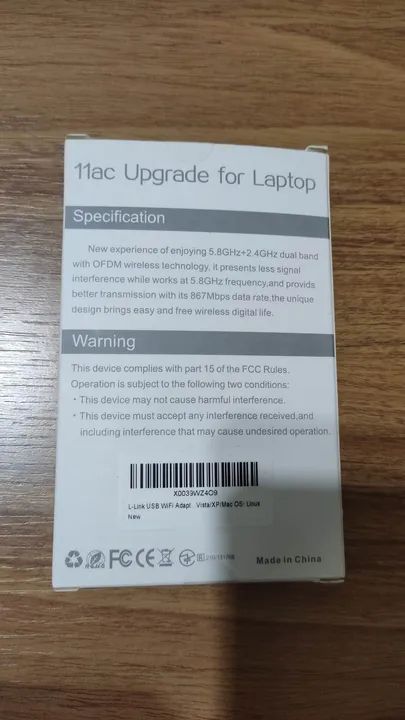 11ac Upgrade for Laptop
Specification
New experience of enjoying 5.8GHz+2.4GHz dual band
with OFDM wireless technology, it presents less signal
interference while works at 5.8GHz frequency,and provids
better transmission with its 867Mbps data rate,the unique
design brings easy and free wireless digital life.
Warning
This device complies with part 15 of the FCC Rules.
Operation is subject to the following two conditions:
· This device may not cause harmful interference.
· This device must accept any interference received,and
including interference that may cause undesired operation.
X0039WZ4O9
L-Link USB WiFi Adapt... Vista/XP/Mac OS/ Linux
New
RoHS FC CE R
Made in China